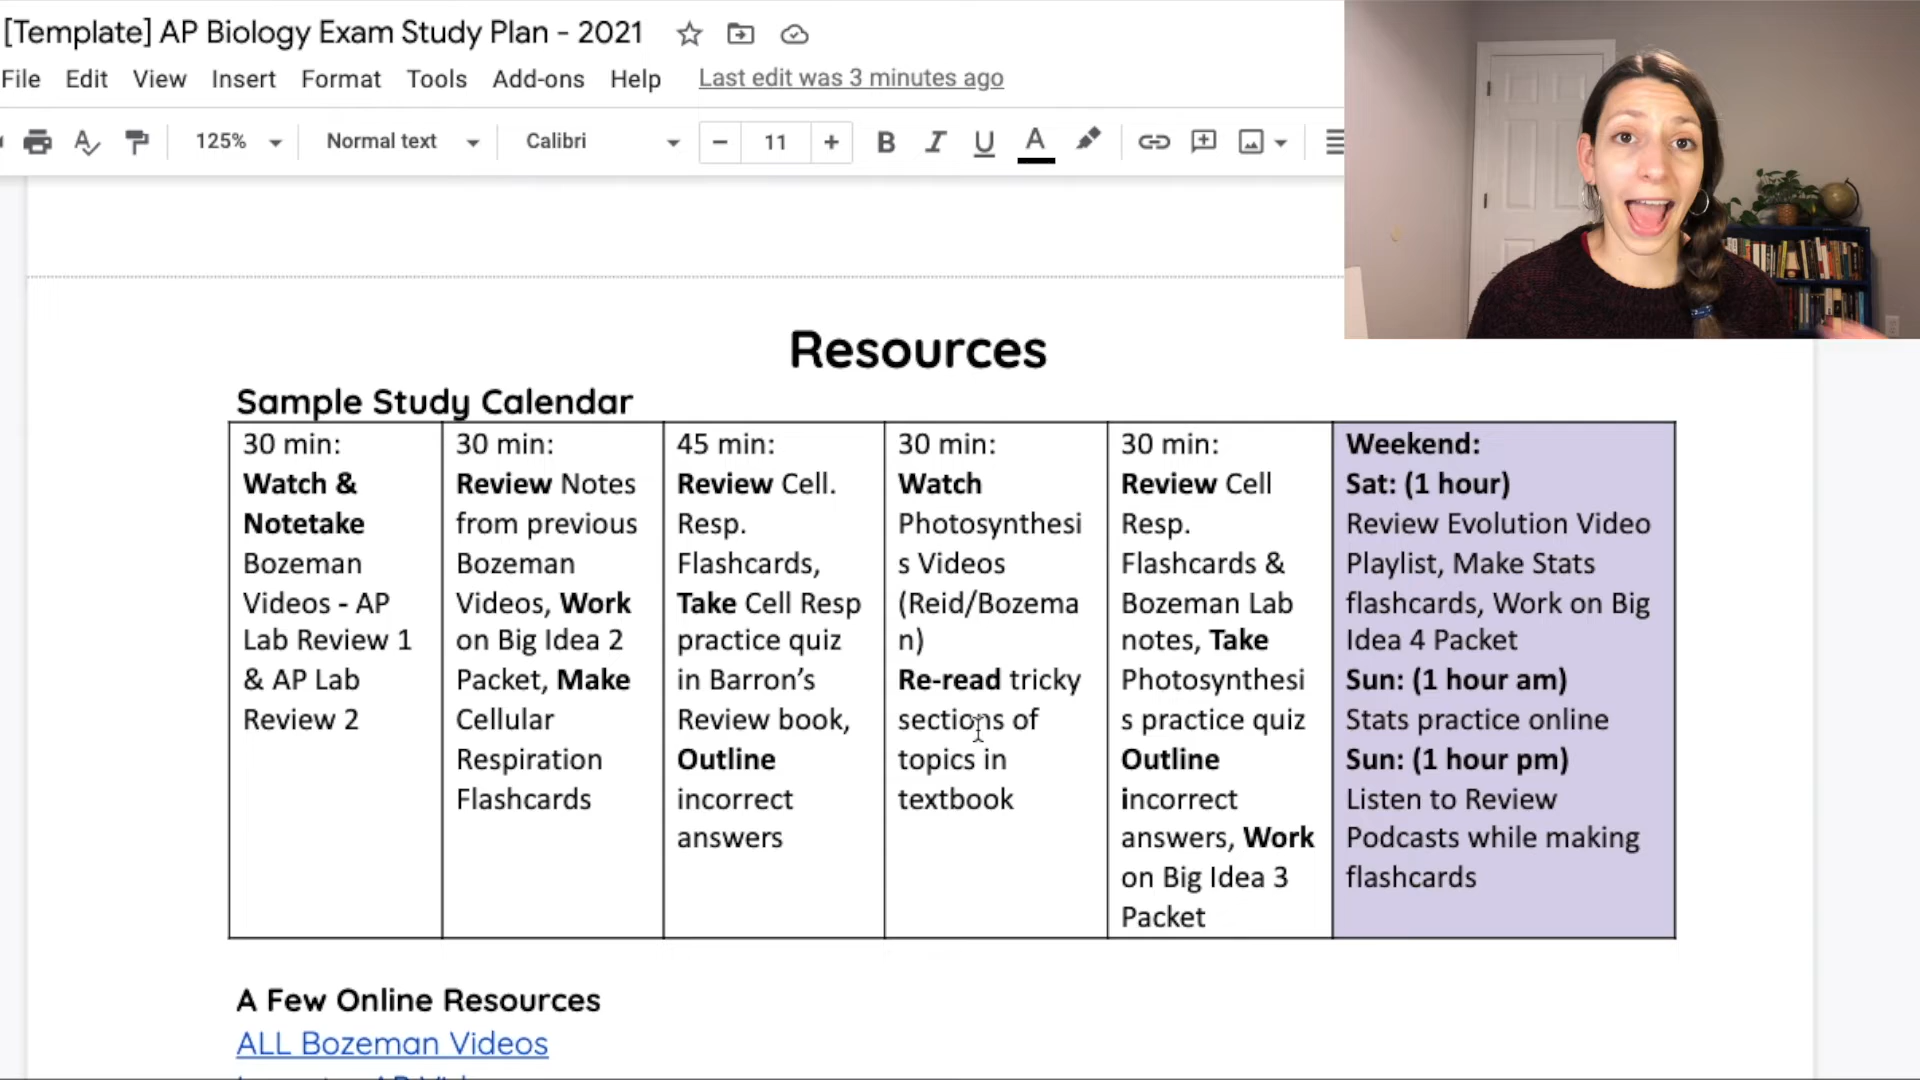 [Template] AP Biology Exam Study Plan - 2021
File Edit View Insert Format Tools Add-ons Help Last edit was 3 minutes ago
125% Normal text Calibri − 11 + B I U A
Resources
Sample Study Calendar
30 min:
Watch &
Notetake
Bozeman
Videos - AP
Lab Review 1
& AP Lab
Review 2
30 min:
Review Notes
from previous
Bozeman
Videos, Work
on Big Idea 2
Packet, Make
Cellular
Respiration
Flashcards
45 min:
Review Cell.
Resp.
Flashcards,
Take Cell Resp
practice quiz
in Barron’s
Review book,
Outline
incorrect
answers
30 min:
Watch
Photosynthesi
s Videos
(Reid/Bozema
n)
Re-read tricky
sections of
topics in
textbook
30 min:
Review Cell
Resp.
Flashcards &
Bozeman Lab
notes, Take
Photosynthesi
s practice quiz
Outline
incorrect
answers, Work
on Big Idea 3
Packet
Weekend:
Sat: (1 hour)
Review Evolution Video
Playlist, Make Stats
flashcards, Work on Big
Idea 4 Packet
Sun: (1 hour am)
Stats practice online
Sun: (1 hour pm)
Listen to Review
Podcasts while making
flashcards
A Few Online Resources
ALL Bozeman Videos